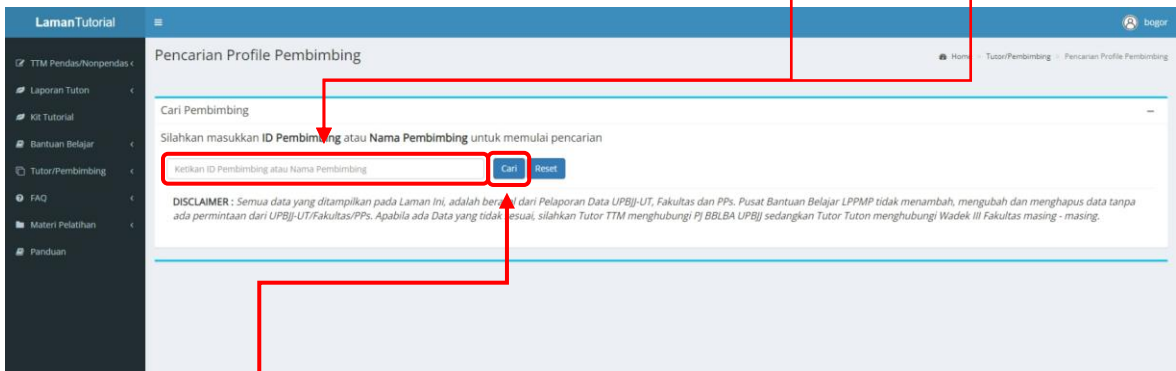 LamanTutorial
bogor
Pencarian Profile Pembimbing
Home > Tutor/Pembimbing > Pencarian Profile Pembimbing
TTM Pendas/Nonpendas
Laporan Tuton
Kit Tutorial
Bantuan Belajar
Tutor/Pembimbing
FAQ
Materi Pelatihan
Panduan
Cari Pembimbing
Silahkan masukkan ID Pembimbing atau Nama Pembimbing untuk memulai pencarian
Ketikan ID Pembimbing atau Nama Pembimbing
Cari Reset
DISCLAIMER : Semua data yang ditampilkan pada Laman Ini, adalah berasal dari Pelaporan Data UPBJJ-UT, Fakultas dan PPs. Pusat Bantuan Belajar LPPMP tidak menambah, mengubah dan menghapus data tanpa
ada permintaan dari UPBJJ-UT/Fakultas/PPs. Apabila ada Data yang tidak sesuai, silahkan Tutor TTM menghubungi PJ BBLBA UPBJJ sedangkan Tutor Tuton menghubungi Wadek III Fakultas masing - masing.